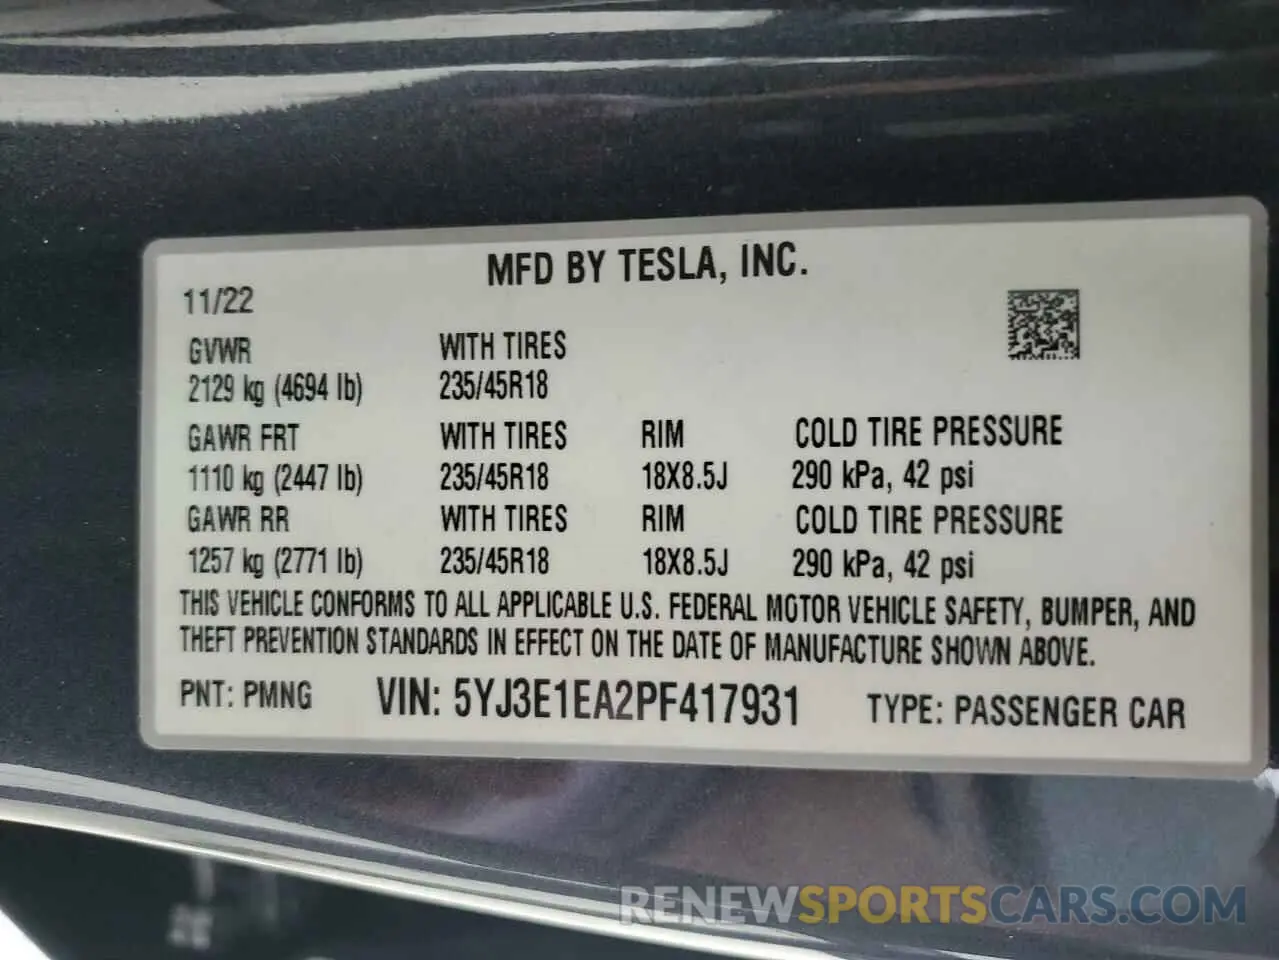 MFD BY TESLA, INC.
11/22
GVWR WITH TIRES
2129 kg (4694 lb) 235/45R18
GAWR FRT WITH TIRES RIM COLD TIRE PRESSURE
1110 kg (2447 lb) 235/45R18 18X8.5J 290 kPa, 42 psi
GAWR RR WITH TIRES RIM COLD TIRE PRESSURE
1257 kg (2771 lb) 235/45R18 18X8.5J 290 kPa, 42 psi
THIS VEHICLE CONFORMS TO ALL APPLICABLE U.S. FEDERAL MOTOR VEHICLE SAFETY, BUMPER, AND
THEFT PREVENTION STANDARDS IN EFFECT ON THE DATE OF MANUFACTURE SHOWN ABOVE.
PNT: PMNG VIN: 5YJ3E1EA2PF417931 TYPE: PASSENGER CAR
RENEWSPORTSCARS.COM